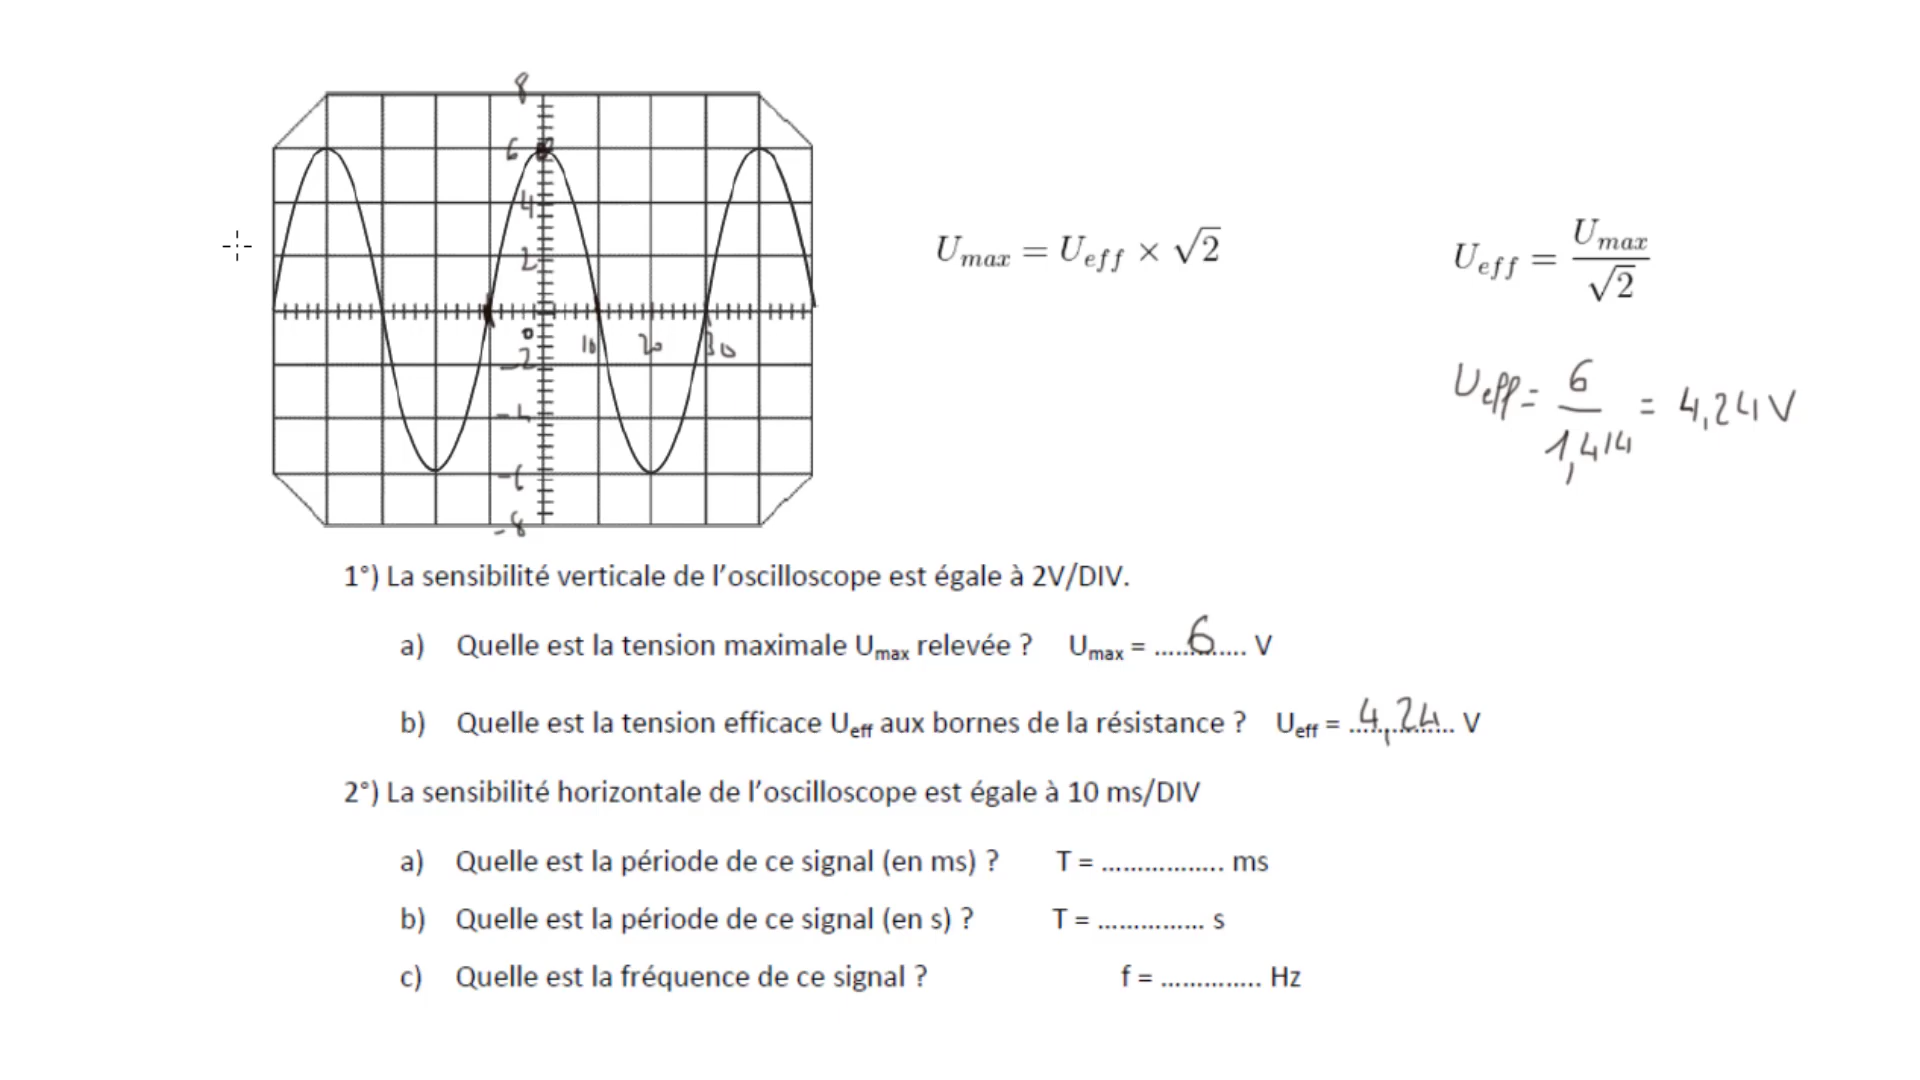 8
6
4
2
0
10 20 30
-2
-4
-6
-8
U_max = U_eff × √2
U_eff = U_max / √2
Ueff = 6 / 1,414 = 4,24 V
1°) La sensibilité verticale de l’oscilloscope est égale à 2V/DIV.
a) Quelle est la tension maximale Umax relevée ? Umax = ......6...... V
b) Quelle est la tension efficace Ueff aux bornes de la résistance ? Ueff = ....4,24.... V
2°) La sensibilité horizontale de l’oscilloscope est égale à 10 ms/DIV
a) Quelle est la période de ce signal (en ms) ? T = ................. ms
b) Quelle est la période de ce signal (en s) ? T = ............... s
c) Quelle est la fréquence de ce signal ? f = .............. Hz